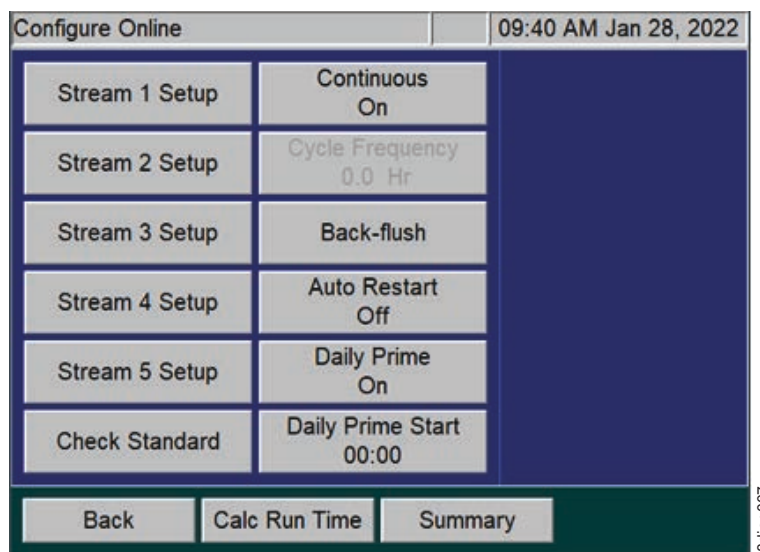 Configure Online
09:40 AM Jan 28, 2022
Stream 1 Setup
Continuous
On
Stream 2 Setup
Cycle Frequency
0.0 Hr
Stream 3 Setup
Back-flush
Stream 4 Setup
Auto Restart
Off
Stream 5 Setup
Daily Prime
On
Check Standard
Daily Prime Start
00:00
Back
Calc Run Time
Summary